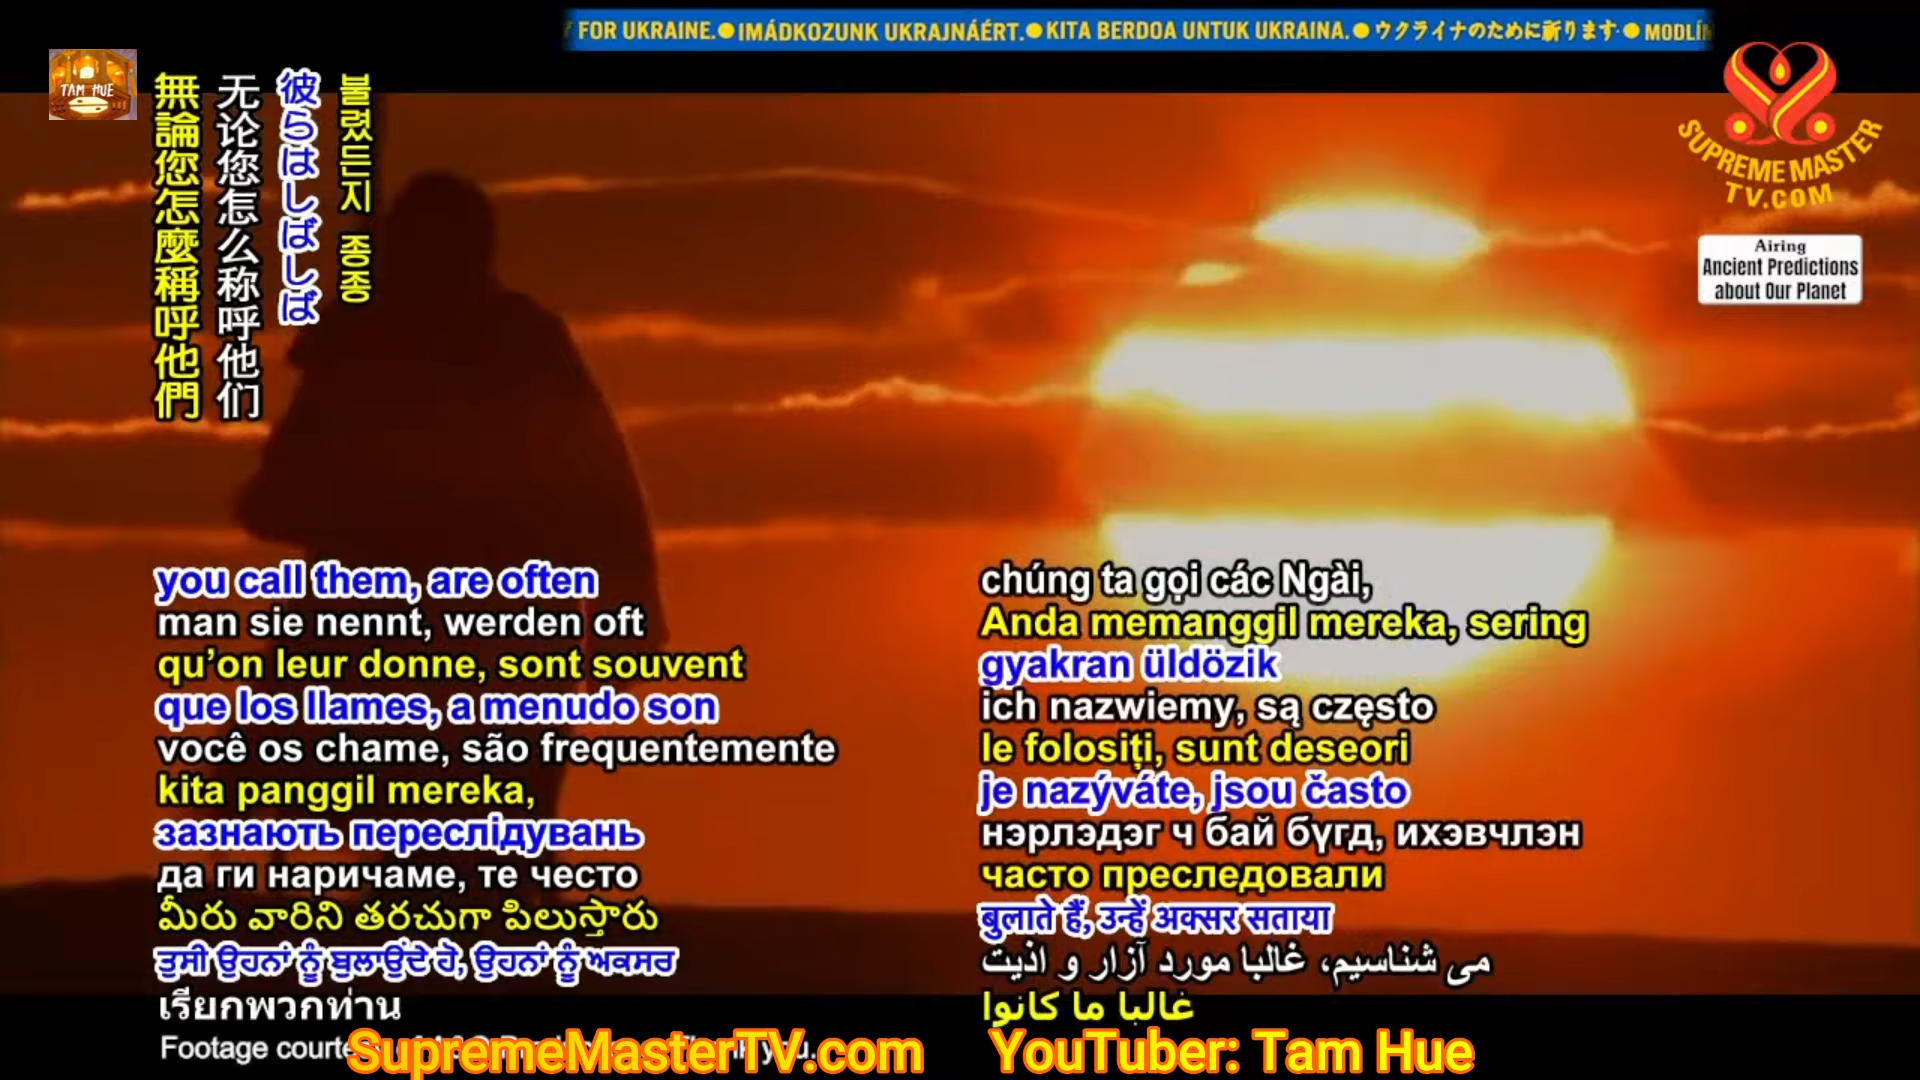 FOR UKRAINE.●IMÁDKOZUNK UKRAJNÁÉRT.●KITA BERDOA UNTUK UKRAINA.●ウクライナのために祈ります·●MODLÍ
TAM HUE
無論您怎麼稱呼他們
无论您怎么称呼他们
彼らはしばしば
불렸든지 종종
SUPREME MASTER
TV.COM
Airing
Ancient Predictions
about Our Planet
you call them, are often
man sie nennt, werden oft
qu’on leur donne, sont souvent
que los llames, a menudo son
você os chame, são frequentemente
kita panggil mereka,
зазнають переслідувань
да ги наричаме, те често
మీరు వారిని తరచుగా పిలుస్తారు
ਤੁਸੀ ਉਹਨਾਂ ਨੂੰ ਬੁਲਾਉਂਦੇ ਹੋ, ਉਹਨਾਂ ਨੂੰ ਅਕਸਰ
เรียกพวกท่าน
chúng ta gọi các Ngài,
Anda memanggil mereka, sering
gyakran üldözik
ich nazwiemy, są często
le folosiți, sunt deseori
je nazýváte, jsou často
нэрлэдэг ч бай бүгд, ихэвчлэн
часто преследовали
बुलाते हैं, उन्हें अक्सर सताया
می شناسیم، غالبا مورد آزار و اذیت
غالبا ما كانوا
Footage
SupremeMasterTV.com YouTuber: Tam Hue